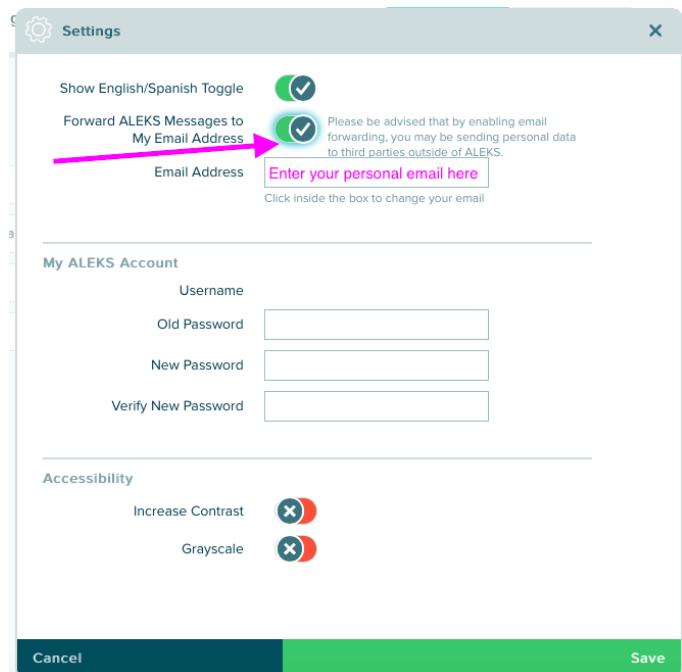 Settings
Show English/Spanish Toggle
Forward ALEKS Messages to
My Email Address
Please be advised that by enabling email
forwarding, you may be sending personal data
to third parties outside of ALEKS.
Email Address
Enter your personal email here
Click inside the box to change your email
My ALEKS Account
Username
Old Password
New Password
Verify New Password
Accessibility
Increase Contrast
Grayscale
Cancel
Save